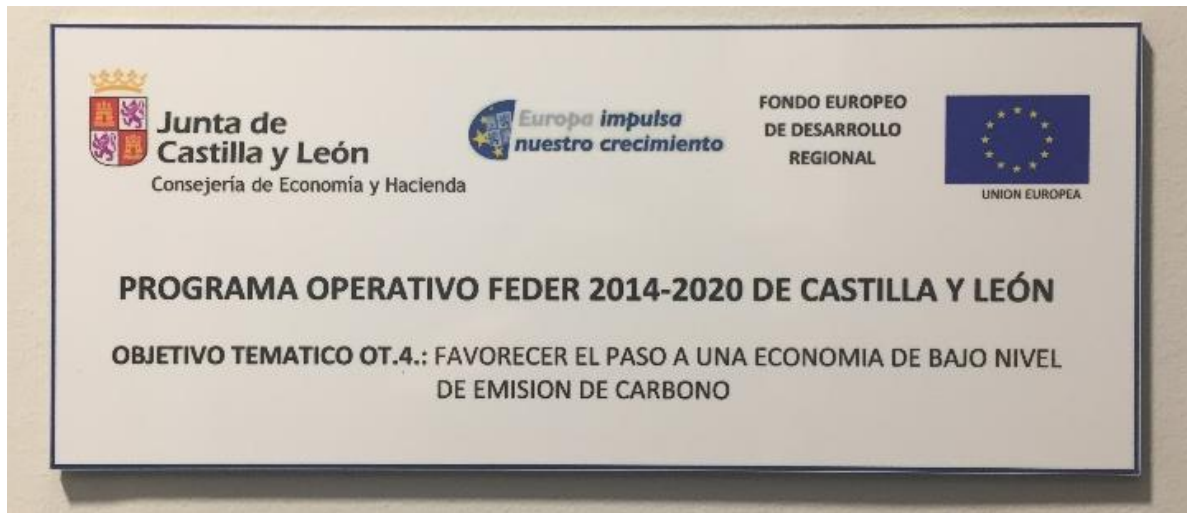 Junta de
Castilla y León
Consejería de Economía y Hacienda
Europa impulsa
nuestro crecimiento
FONDO EUROPEO
DE DESARROLLO
REGIONAL
UNION EUROPEA
PROGRAMA OPERATIVO FEDER 2014-2020 DE CASTILLA Y LEÓN
OBJETIVO TEMATICO OT.4.: FAVORECER EL PASO A UNA ECONOMIA DE BAJO NIVEL
DE EMISION DE CARBONO